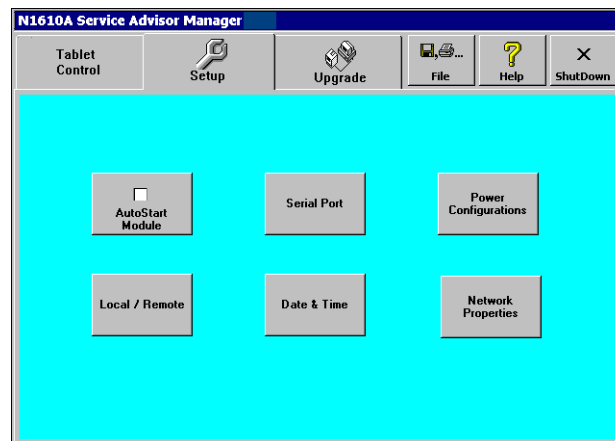 N1610A Service Advisor Manager
Tablet
Control
Setup
Upgrade
File
Help
ShutDown
AutoStart
Module
Serial Port
Power
Configurations
Local / Remote
Date & Time
Network
Properties